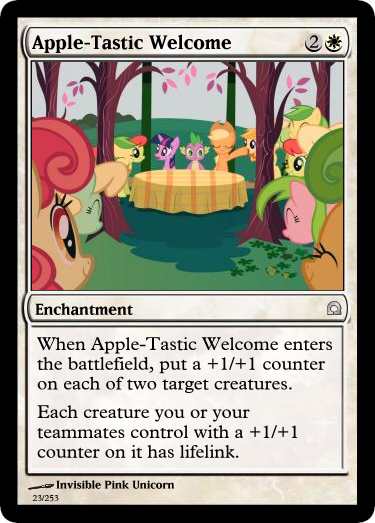 Apple-Tastic Welcome 2
Enchantment
When Apple-Tastic Welcome enters
the battlefield, put a +1/+1 counter
on each of two target creatures.
Each creature you or your
teammates control with a +1/+1
counter on it has lifelink.
Invisible Pink Unicorn
23/253